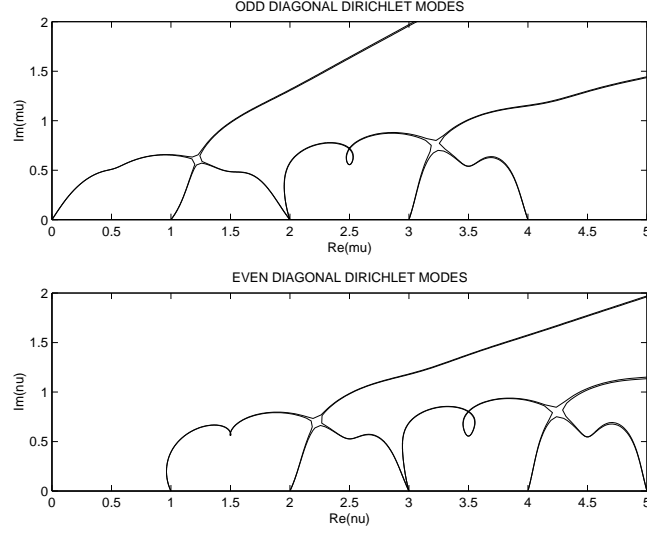 ODD DIAGONAL DIRICHLET MODES
2
1.5
1
0.5
0
Im(mu)
0 0.5 1 1.5 2 2.5 3 3.5 4 4.5 5
Re(mu)
EVEN DIAGONAL DIRICHLET MODES
2
1.5
1
0.5
0
Im(nu)
0 0.5 1 1.5 2 2.5 3 3.5 4 4.5 5
Re(nu)